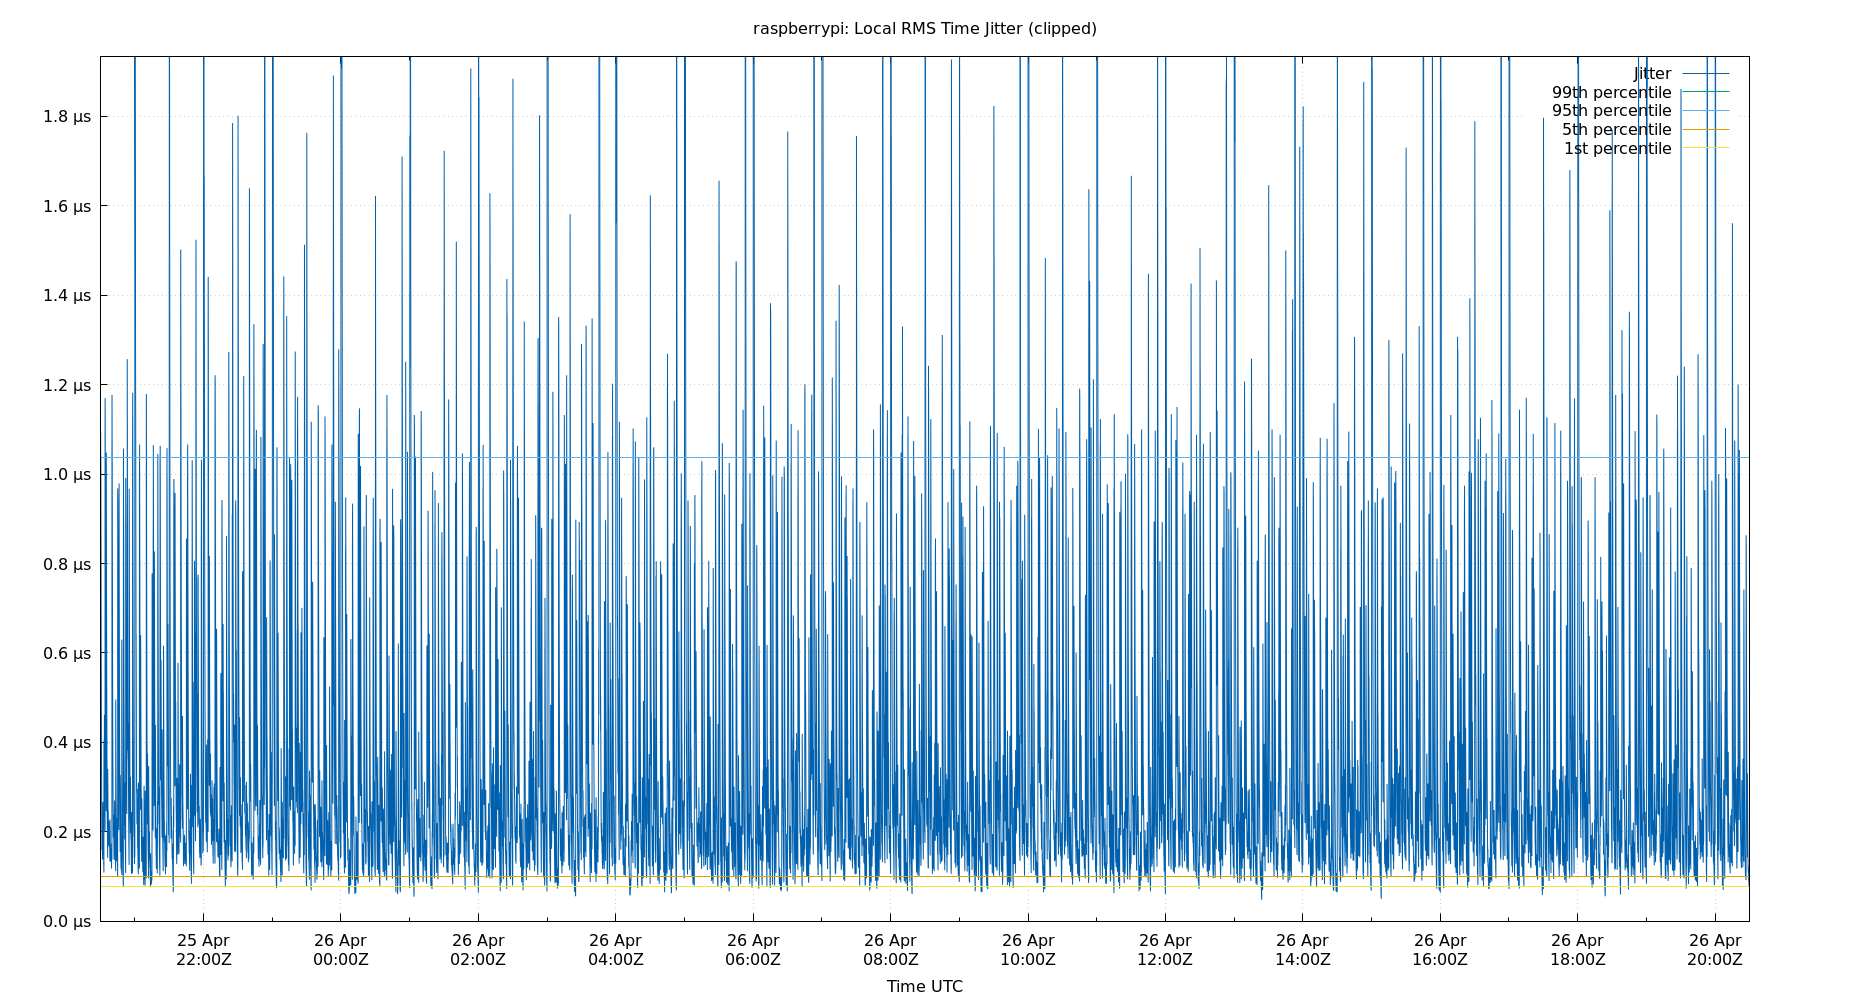 raspberrypi: Local RMS Time Jitter (clipped)
Jitter
99th percentile
95th percentile
5th percentile
1st percentile
1.8 μs
1.6 μs
1.4 μs
1.2 μs
1.0 μs
0.8 μs
0.6 μs
0.4 μs
0.2 μs
0.0 μs
25 Apr 26 Apr 26 Apr 26 Apr 26 Apr 26 Apr 26 Apr 26 Apr 26 Apr 26 Apr 26 Apr 26 Apr
22:00Z 00:00Z 02:00Z 04:00Z 06:00Z 08:00Z 10:00Z 12:00Z 14:00Z 16:00Z 18:00Z 20:00Z
Time UTC